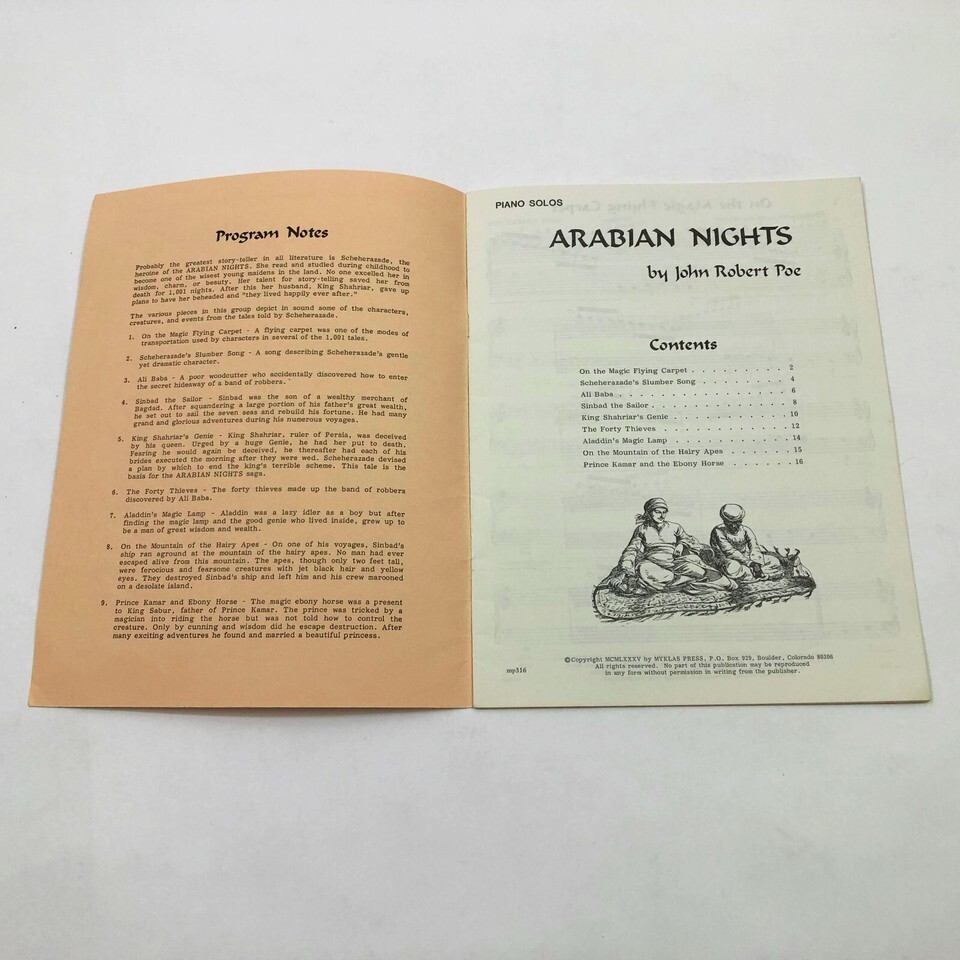 Program Notes
Probably the greatest story-teller in all literature is Scheherazade, the
heroine of the ARABIAN NIGHTS. She read and studied during childhood to
become one of the wisest young maidens in the land. No one excelled her in
wisdom, charm, or beauty. Her talent for story-telling saved her from
death for 1,001 nights. After this her husband, King Shahriar, gave up
plans to have her beheaded and "they lived happily ever after."
The various pieces in this group depict in sound some of the characters,
creatures, and events from the tales told by Scheherazade.
1. On the Magic Flying Carpet - A flying carpet was one of the modes of
transportation used by characters in several of the 1,001 tales.
2. Scheherazade's Slumber Song - A song describing Scheherazade's gentle
yet dramatic character.
3. Ali Baba - A poor woodcutter who accidentally discovered how to enter
the secret hideaway of a band of robbers.
4. Sinbad the Sailor - Sinbad was the son of a wealthy merchant of
Bagdad. After squandering a large portion of his father's great wealth,
he set out to sail the seven seas and rebuild his fortune. He had many
grand and glorious adventures during his numerous voyages.
5. King Shahriar's Genie - King Shahriar, ruler of Persia, was deceived
by his queen. Urged by a huge Genie, he had her put to death.
Fearing he would again be deceived, he thereafter had each of his
brides executed the morning after they were wed. Scheherazade devised
a plan by which to end the king's terrible scheme. This tale is the
basis for the ARABIAN NIGHTS saga.
6. The Forty Thieves - The forty thieves made up the band of robbers
discovered by Ali Baba.
7. Aladdin's Magic Lamp - Aladdin was a lazy idler as a boy but after
finding the magic lamp and the good genie who lived inside, grew up to
be a man of great wisdom and wealth.
8. On the Mountain of the Hairy Apes - On one of his voyages, Sinbad's
ship ran aground at the mountain of the hairy apes. No man had ever
escaped alive from this mountain. The apes, though only two feet tall,
were ferocious and fearsome creatures with jet black hair and yellow
eyes. They destroyed Sinbad's ship and left him and his crew marooned
on a desolate island.
9. Prince Kamar and Ebony Horse - The magic ebony horse was a present
to King Sabur, father of Prince Kamar. The prince was tricked by a
magician into riding the horse but was not told how to control the
creature. Only by cunning and wisdom did he escape destruction. After
many exciting adventures he found and married a beautiful princess.
PIANO SOLOS
ARABIAN NIGHTS
by John Robert Poe
Contents
On the Magic Flying Carpet . . . . . . . . . 2
Scheherazade's Slumber Song . . . . . . . . 4
Ali Baba . . . . . . . . . . . . . . . . 6
Sinbad the Sailor . . . . . . . . . . . . . 8
King Shahriar's Genie . . . . . . . . . . . 10
The Forty Thieves . . . . . . . . . . . . 12
Aladdin's Magic Lamp . . . . . . . . . . . 14
On the Mountain of the Hairy Apes . . . . . . 15
Prince Kamar and the Ebony Horse . . . . . . 16
©Copyright MCMLXXXV by MYKLAS PRESS, P.O. Box 929, Boulder, Colorado 80306
All rights reserved. No part of this publication may be reproduced
in any form without permission in writing from the publisher.
mp316